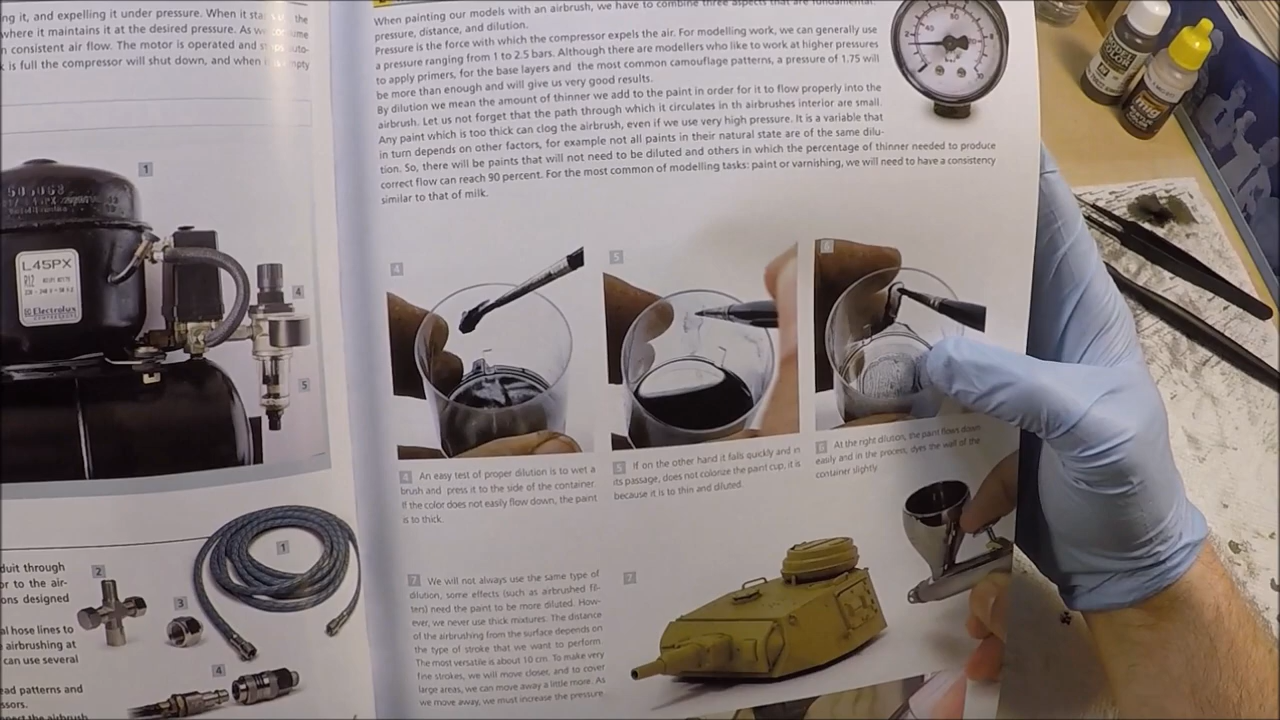 ng it, and expelling it under pressure. When it sta the
where it maintains it at the desired pressure. As we
n consistent air flow. The motor is operated and auto-
is full the compressor will shut down, and when empty
1
L45PX
R12
Electrolux
4
5
duit through
or to the air-
ons designed
al hose lines to
airbrushing at
can use several
ead patterns and
ssors.
the airbrush
1
2
3
4
When painting our models with an airbrush, we have to combine three aspects that are fundamental:
pressure, distance, and dilution.
Pressure is the force with which the compressor expels the air. For modelling work, we can generally use
a pressure ranging from 1 to 2.5 bars. Although there are modellers who like to work at higher pressures
to apply primers, for the base layers and the most common camouflage patterns, a pressure of 1.75 will
be more than enough and will give us very good results.
By dilution we mean the amount of thinner we add to the paint in order for it to flow properly into the
airbrush. Let us not forget that the path through which it circulates in th airbrushes interior are small.
Any paint which is too thick can clog the airbrush, even if we use very high pressure. It is a variable that
in turn depends on other factors, for example not all paints in their natural state are of the same dilu-
tion. So, there will be paints that will not need to be diluted and others in which the percentage of thinner needed to produce
correct flow can reach 90 percent. For the most common of modelling tasks: paint or varnishing, we will need to have a consistency
similar to that of milk.
4
5
6
4 An easy test of proper dilution is to wet a
brush and press it to the side of the container.
If the color does not easily flow down, the paint
is to thick.
5 If on the other hand it falls quickly and in
its passage, does not colorize the paint cup, it is
because it is to thin and diluted.
6 At the right dilution, the paint flows down
easily and in the process, dyes the wall of the
container slightly
7 We will not always use the same type of
dilution, some effects (such as airbrushed fil-
ters) need the paint to be more diluted. How-
ever, we never use thick mixtures. The distance
of the airbrushing from the surface depends on
the type of stroke that we want to perform.
The most versatile is about 10 cm. To make very
fine strokes, we will move closer, and to cover
large areas, we can move away a little more. As
we move away, we must increase the pressure
7
MODEL
COLOR
mig